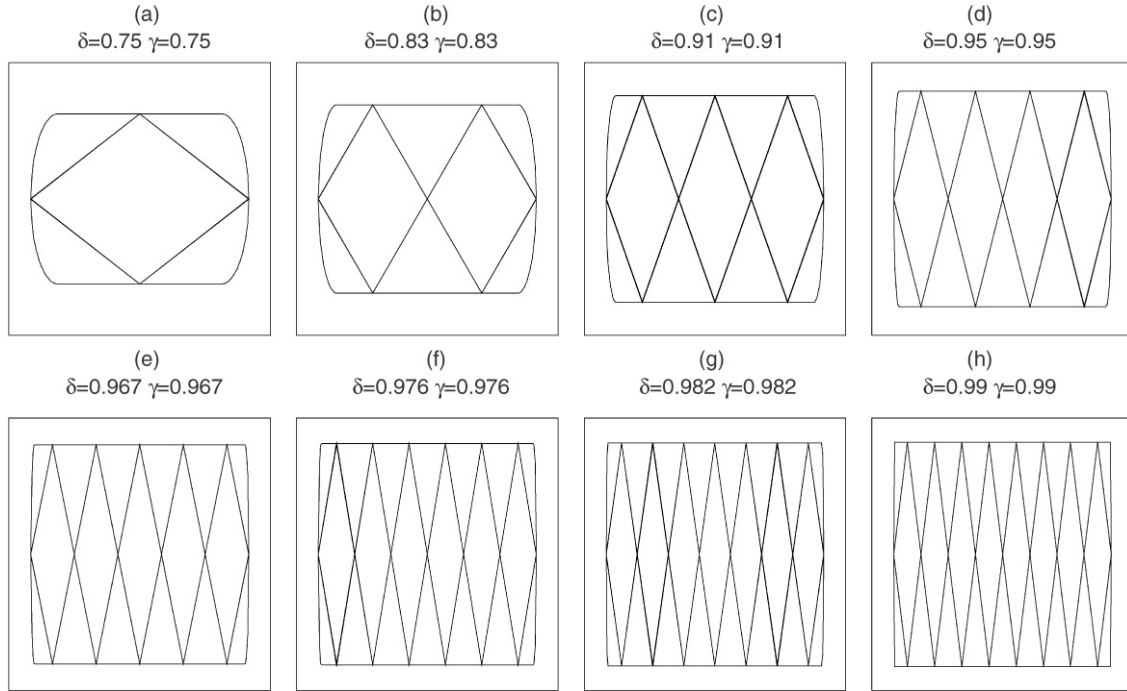 (a)
δ=0.75 γ=0.75
(b)
δ=0.83 γ=0.83
(c)
δ=0.91 γ=0.91
(d)
δ=0.95 γ=0.95
(e)
δ=0.967 γ=0.967
(f)
δ=0.976 γ=0.976
(g)
δ=0.982 γ=0.982
(h)
δ=0.99 γ=0.99